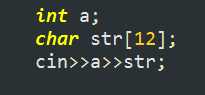 int a;
char str[12];
cin>>a>>str;